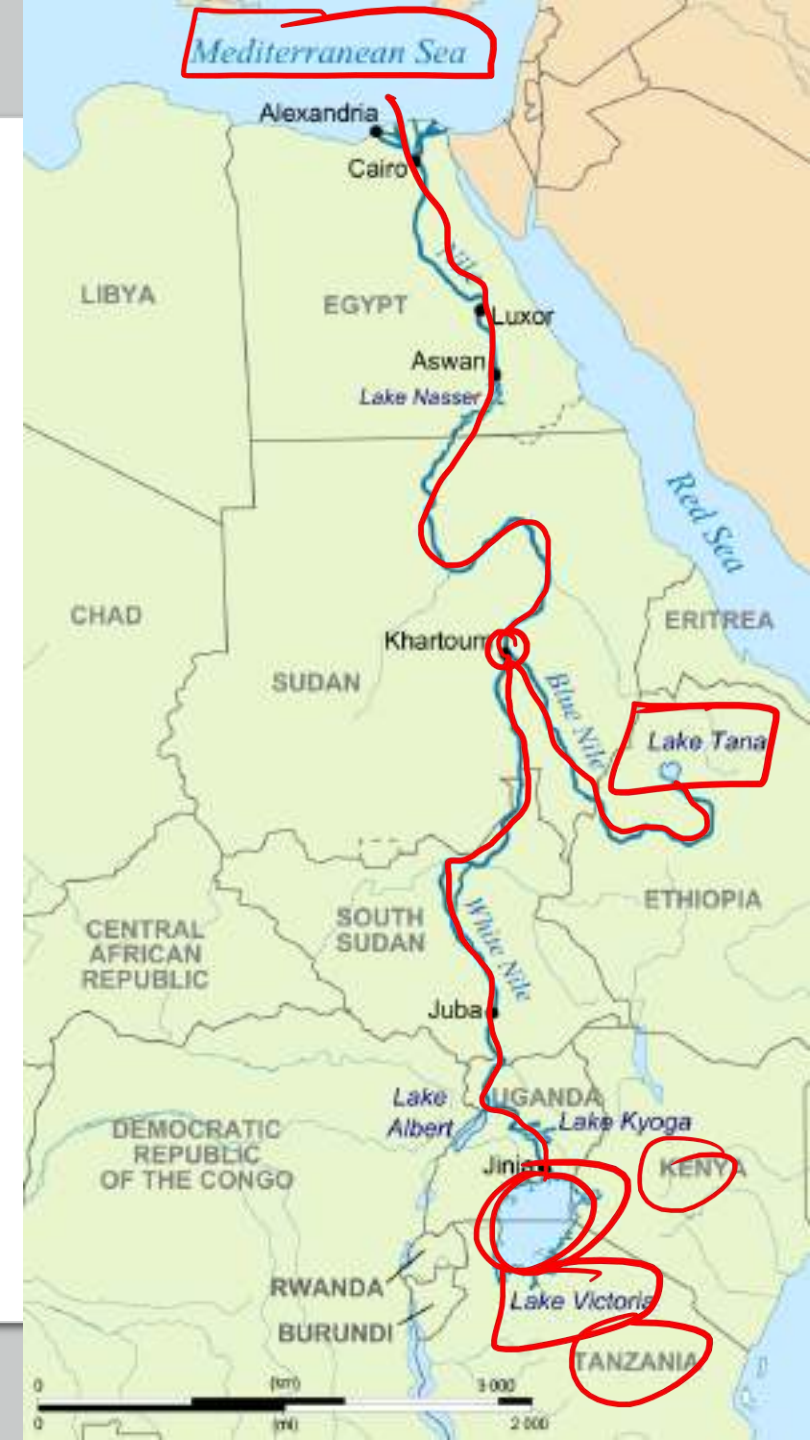 Mediterranean Sea
Alexandria
Cairo
Nile
LIBYA
EGYPT
Luxor
Aswan
Lake Nasser
Red Sea
CHAD
ERITREA
Khartoum
SUDAN
Blue Nile
Lake Tana
ETHIOPIA
CENTRAL
AFRICAN
REPUBLIC
SOUTH
SUDAN
White Nile
Juba
Lake
Albert
UGANDA
Lake Kyoga
DEMOCRATIC
REPUBLIC
OF THE CONGO
Jinja
KENYA
RWANDA
Lake Victoria
BURUNDI
TANZANIA
0 (km) 3 000
0 (mi) 2 000